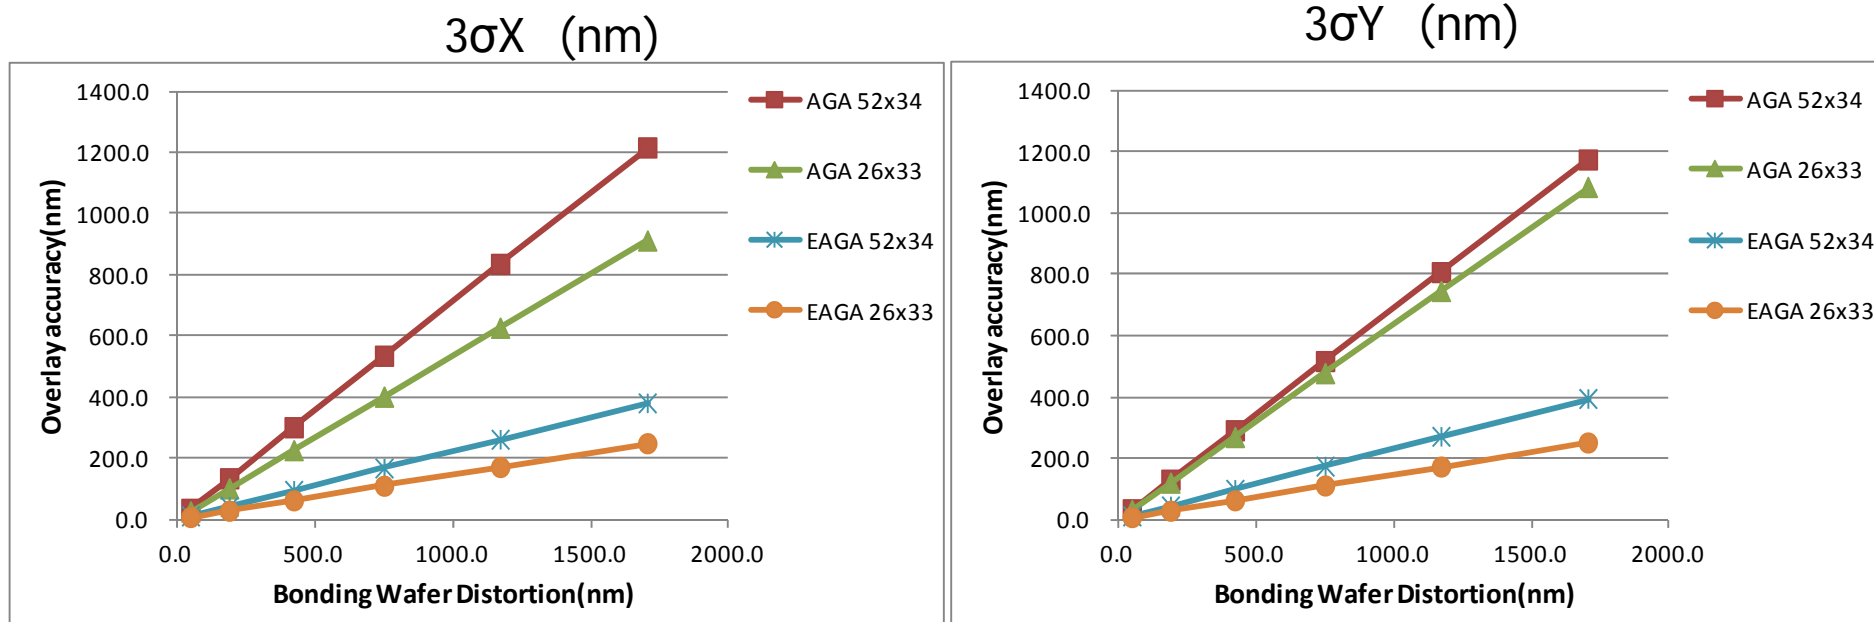 3σX (nm)
1400.0
1200.0
1000.0
800.0
600.0
400.0
200.0
0.0
0.0 500.0 1000.0 1500.0 2000.0
Overlay accuracy(nm)
Bonding Wafer Distortion(nm)
AGA 52x34
AGA 26x33
EAGA 52x34
EAGA 26x33
3σY (nm)
1400.0
1200.0
1000.0
800.0
600.0
400.0
200.0
0.0
0.0 500.0 1000.0 1500.0 2000.0
Overlay accuracy(nm)
Bonding Wafer Distortion(nm)
AGA 52x34
AGA 26x33
EAGA 52x34
EAGA 26x33